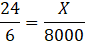 24/6 = X/8000